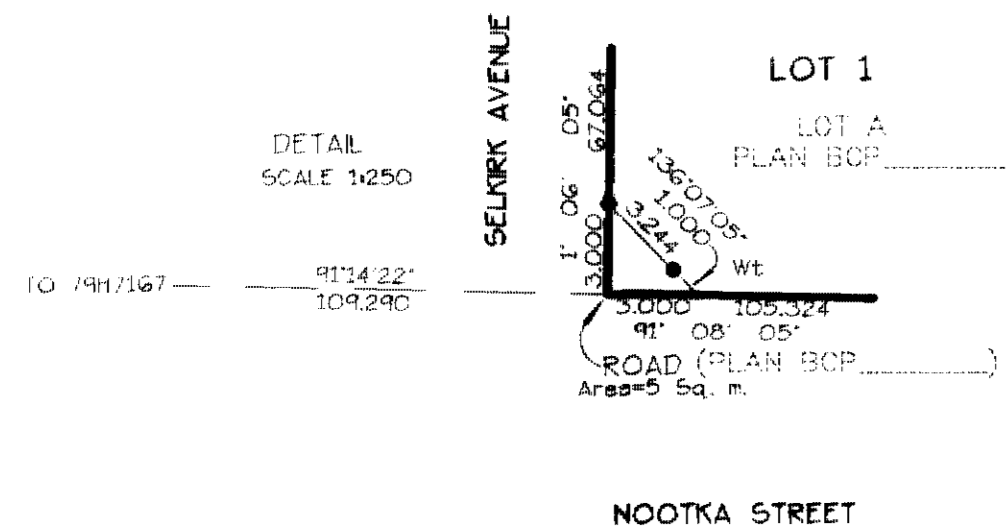 SELKIRK AVENUE
LOT 1
LOT A
PLAN BCP
DETAIL
SCALE 1:250
1° 06' 05"
3.000 67.064
136°07'05"
1.000
3.244
Wt
TO 79H7167
91°14'22"
109.290
3.000 105.324
91° 08' 05"
ROAD (PLAN BCP )
Area=5 Sq. m.
NOOTKA STREET